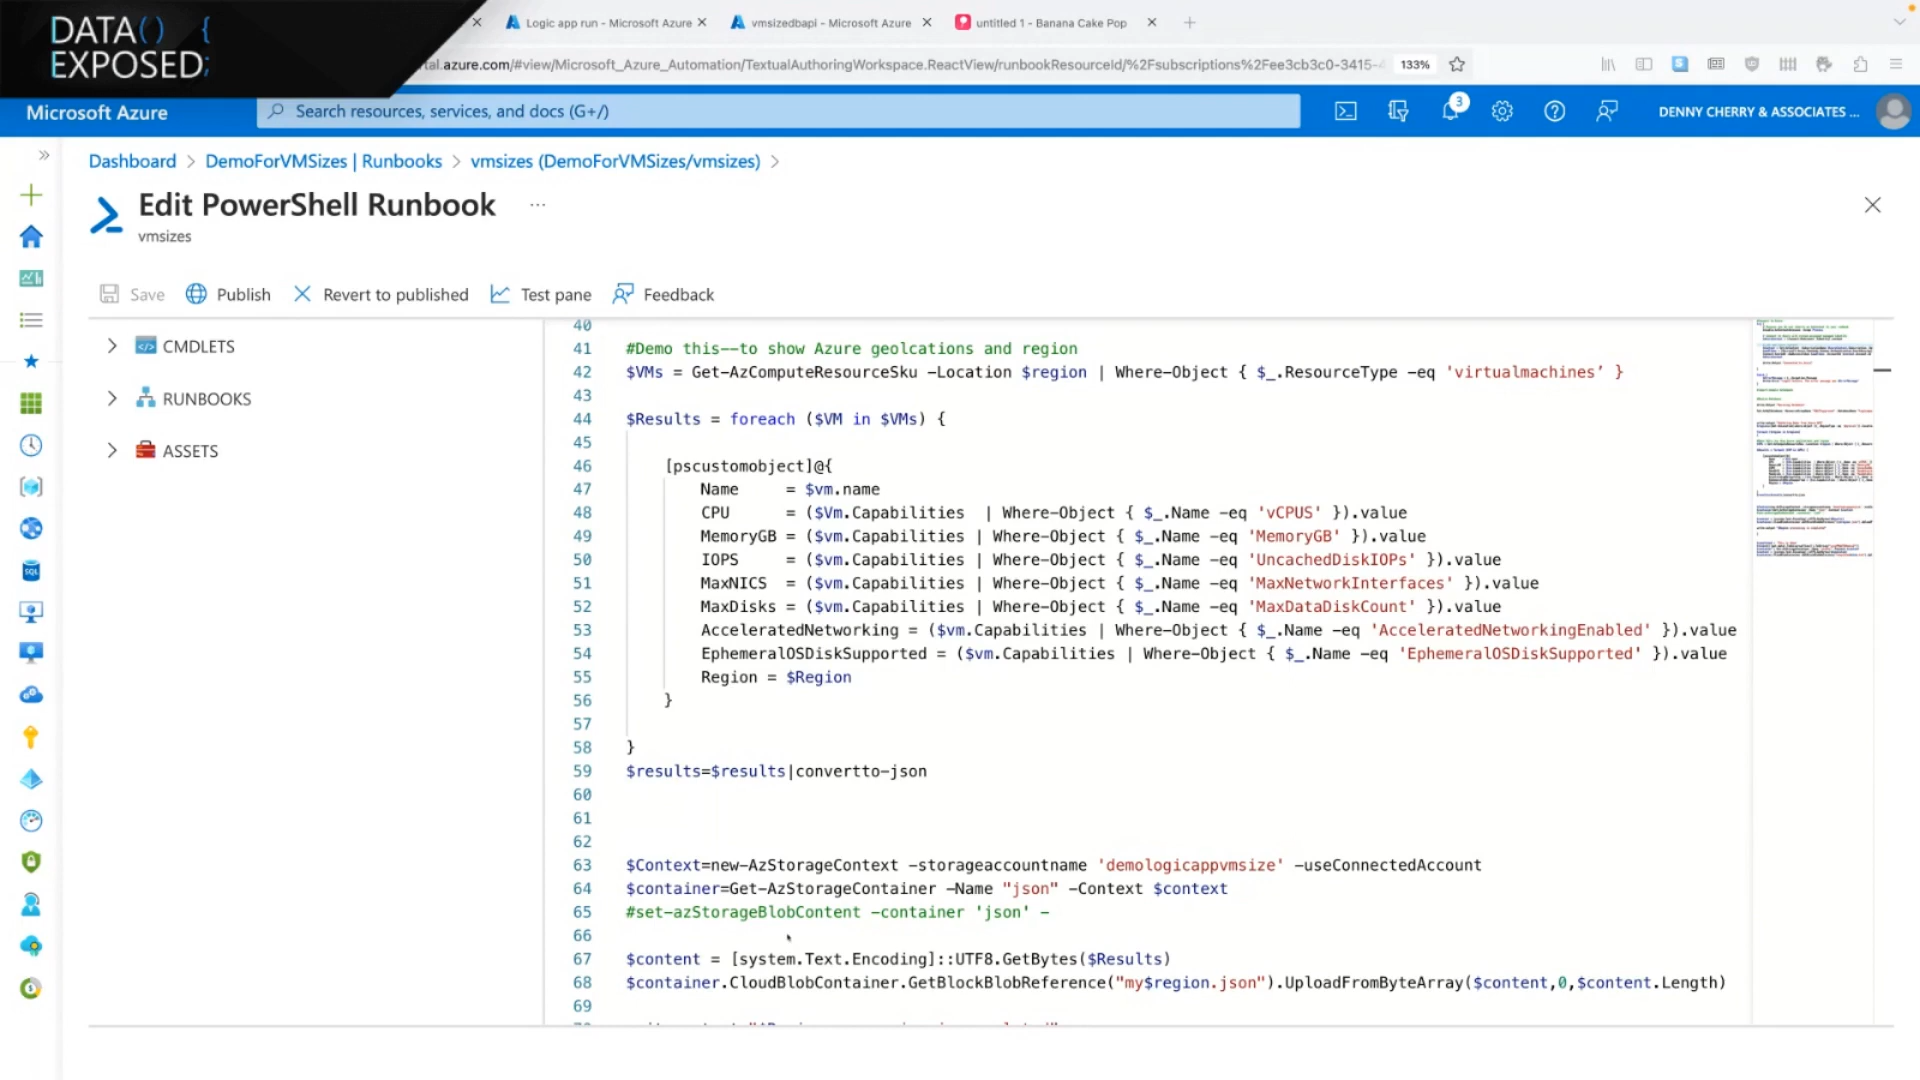 DATA() {
EXPOSED;
Logic app run - Microsoft Azure
vmsizedbapi - Microsoft Azure
untitled 1 - Banana Cake Pop
tal.azure.com/#view/Microsoft_Azure_Automation/TextualAuthoringWorkspace.ReactView/runbookResourceId/%2Fsubscriptions%2Fee3cb3c0-3415-
133%
Microsoft Azure
Search resources, services, and docs (G+/)
3
DENNY CHERRY & ASSOCIATES ...
Dashboard > DemoForVMSizes | Runbooks > vmsizes (DemoForVMSizes/vmsizes) >
Edit PowerShell Runbook ...
vmsizes
Save
Publish
Revert to published
Test pane
Feedback
CMDLETS
RUNBOOKS
ASSETS
SQL
40
41 #Demo this--to show Azure geolcations and region
42 $VMs = Get-AzComputeResourceSku -Location $region | Where-Object { $_.ResourceType -eq 'virtualmachines’ }
43
44 $Results = foreach ($VM in $VMs) {
45
46 [pscustomobject]@{
47 Name = $vm.name
48 CPU = ($Vm.Capabilities | Where-Object { $_.Name -eq 'vCPUS' }).value
49 MemoryGB = ($Vm.Capabilities | Where-Object { $_.Name -eq 'MemoryGB' }).value
50 IOPS = ($vm.Capabilities | Where-Object { $_.Name -eq 'UncachedDiskIOPs' }).value
51 MaxNICS = ($vm.Capabilities | Where-Object { $_.Name -eq 'MaxNetworkInterfaces' }).value
52 MaxDisks = ($vm.Capabilities | Where-Object { $_.Name -eq 'MaxDataDiskCount' }).value
53 AcceleratedNetworking = ($vm.Capabilities | Where-Object { $_.Name -eq 'AcceleratedNetworkingEnabled' }).value
54 EphemeralOSDiskSupported = ($vm.Capabilities | Where-Object { $_.Name -eq 'EphemeralOSDiskSupported' }).value
55 Region = $Region
56 }
57
58 }
59 $results=$results|convertto-json
60
61
62
63 $Context=new-AzStorageContext -storageaccountname 'demologicappvmsize' -useConnectedAccount
64 $container=Get-AzStorageContainer -Name "json" -Context $context
65 #set-azStorageBlobContent -container 'json' -
66
67 $content = [system.Text.Encoding]::UTF8.GetBytes($Results)
68 $container.CloudBlobContainer.GetBlockBlobReference("my$region.json").UploadFromByteArray($content,0,$content.Length)
69